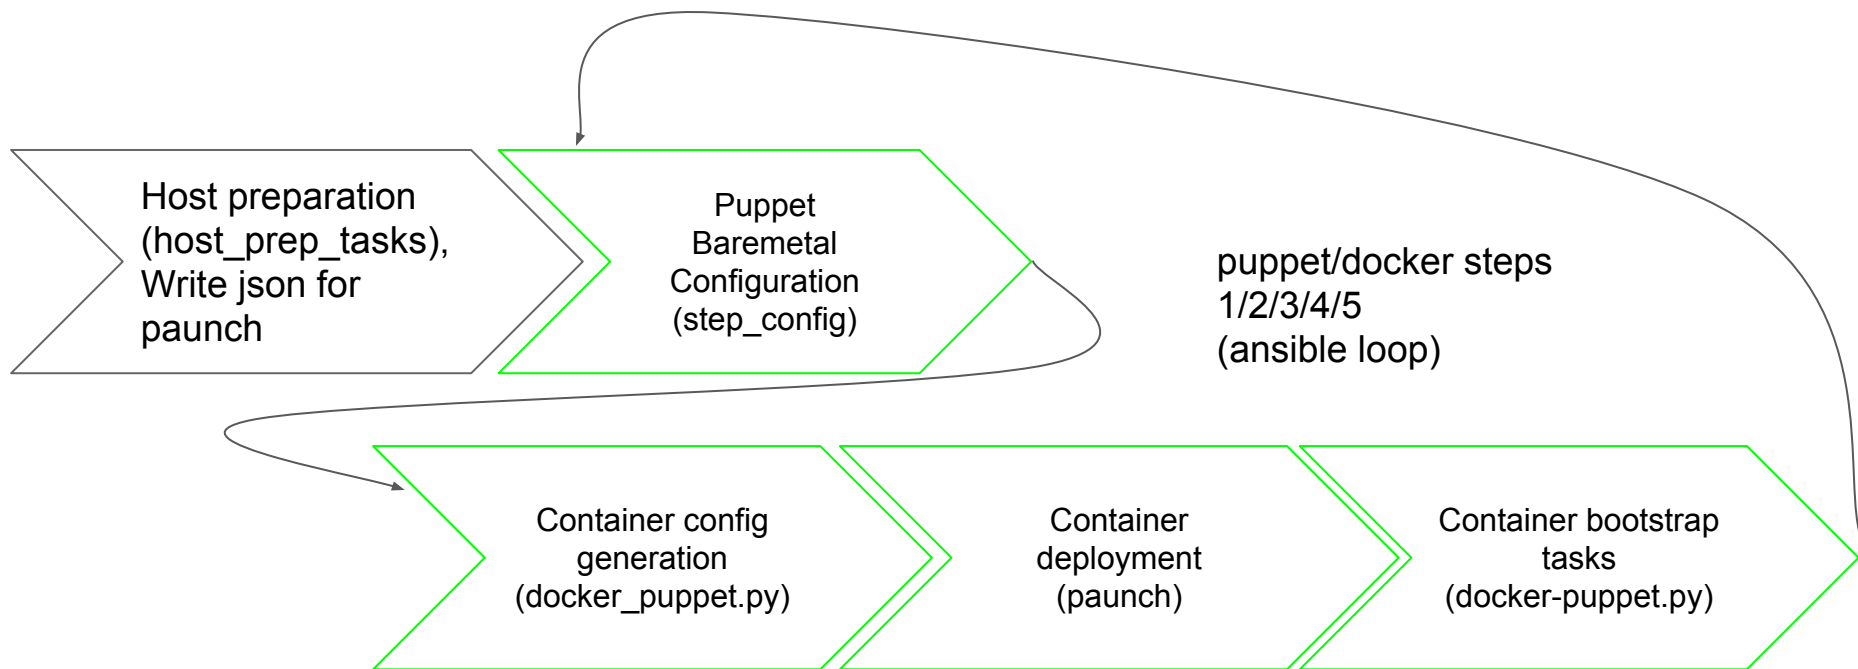 Host preparation
(host_prep_tasks),
Write json for
paunch
Puppet
Baremetal
Configuration
(step_config)
puppet/docker steps
1/2/3/4/5
(ansible loop)
Container config
generation
(docker_puppet.py)
Container
deployment
(paunch)
Container bootstrap
tasks
(docker-puppet.py)